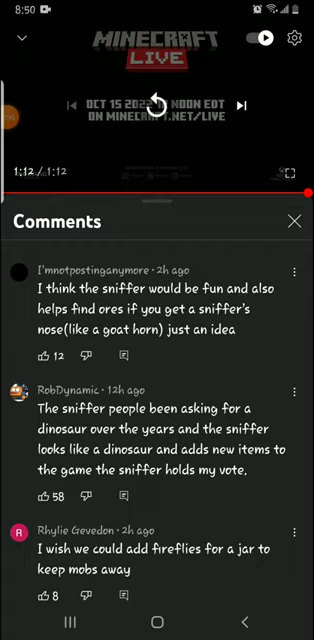 8:50
MINECRAFT
LIVE
OCT 15 2022 NOON EDT
ON MINECRAFT.NET/LIVE
1:12 / 1:12
Comments
I'mnotpostinganymore · 2h ago
I think the sniffer would be fun and also
helps find ores if you get a sniffer's
nose(like a goat horn) just an idea
12
RobDynamic · 12h ago
The sniffer people been asking for a
dinosaur over the years and the sniffer
looks like a dinosaur and adds new items to
the game the sniffer holds my vote.
58
R
Rhylie Gevedon · 2h ago
I wish we could add fireflies for a jar to
keep mobs away
8